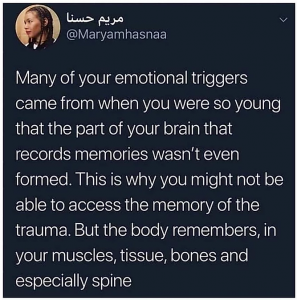 مريم حسنا
@Maryamhasnaa
Many of your emotional triggers
came from when you were so young
that the part of your brain that
records memories wasn't even
formed. This is why you might not be
able to access the memory of the
trauma. But the body remembers, in
your muscles, tissue, bones and
especially spine